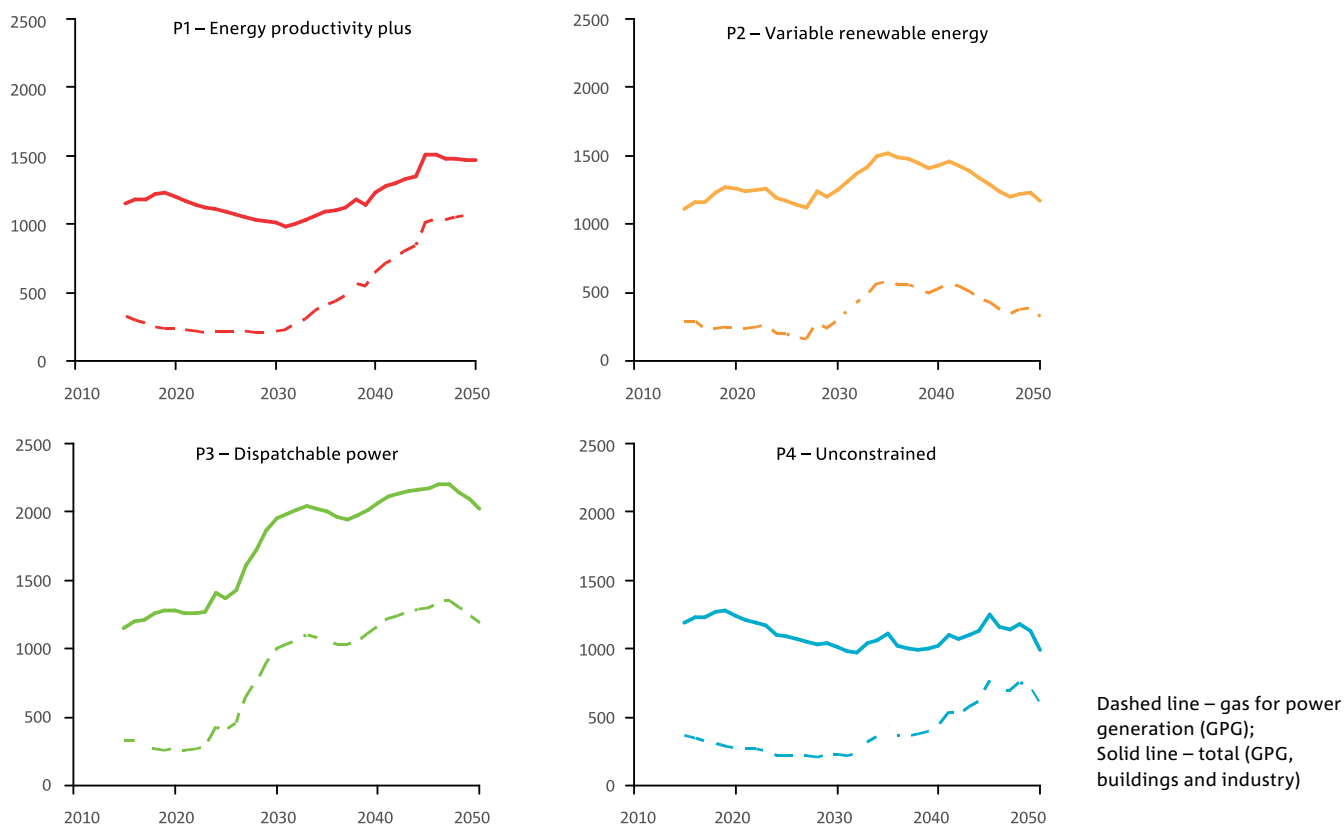 P1 – Energy productivity plus
2500
2000
1500
1000
500
0
2010 2020 2030 2040 2050
P2 – Variable renewable energy
2500
2000
1500
1000
500
0
2010 2020 2030 2040 2050
P3 – Dispatchable power
2500
2000
1500
1000
500
0
2010 2020 2030 2040 2050
P4 – Unconstrained
2500
2000
1500
1000
500
0
2010 2020 2030 2040 2050
Dashed line – gas for power
generation (GPG);
Solid line – total (GPG,
buildings and industry)